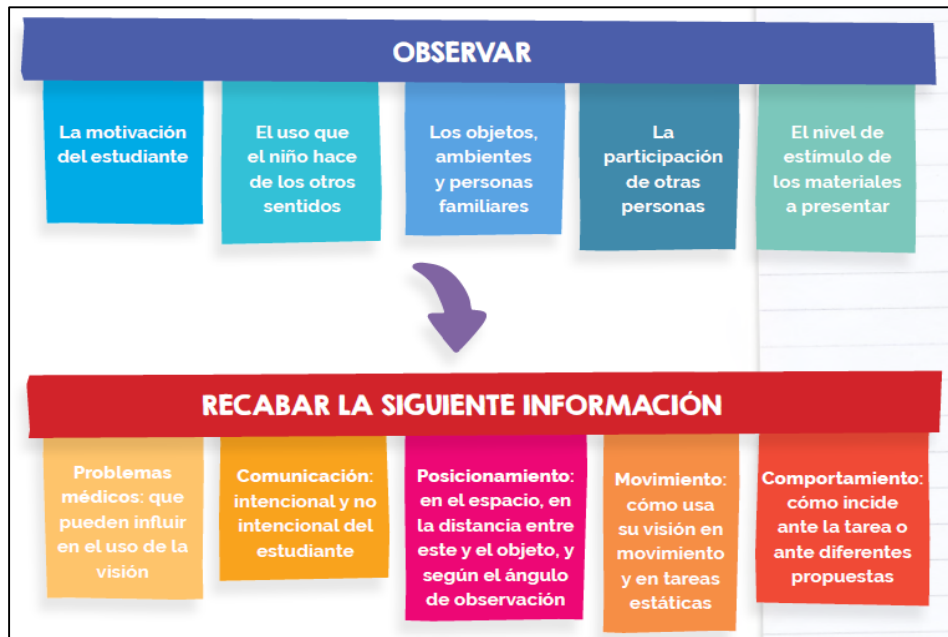 OBSERVAR
La motivación
del estudiante
El uso que
el niño hace
de los otros
sentidos
Los objetos,
ambientes
y personas
familiares
La
participación
de otras
personas
El nivel de
estímulo de
los materiales
a presentar
RECABAR LA SIGUIENTE INFORMACIÓN
Problemas
médicos: que
pueden influir
en el uso de la
visión
Comunicación:
intencional y no
intencional del
estudiante
Posicionamiento:
en el espacio, en
la distancia entre
este y el objeto, y
según el ángulo
de observación
Movimiento:
cómo usa
su visión en
movimiento
y en tareas
estáticas
Comportamiento:
cómo incide
ante la tarea o
ante diferentes
propuestas